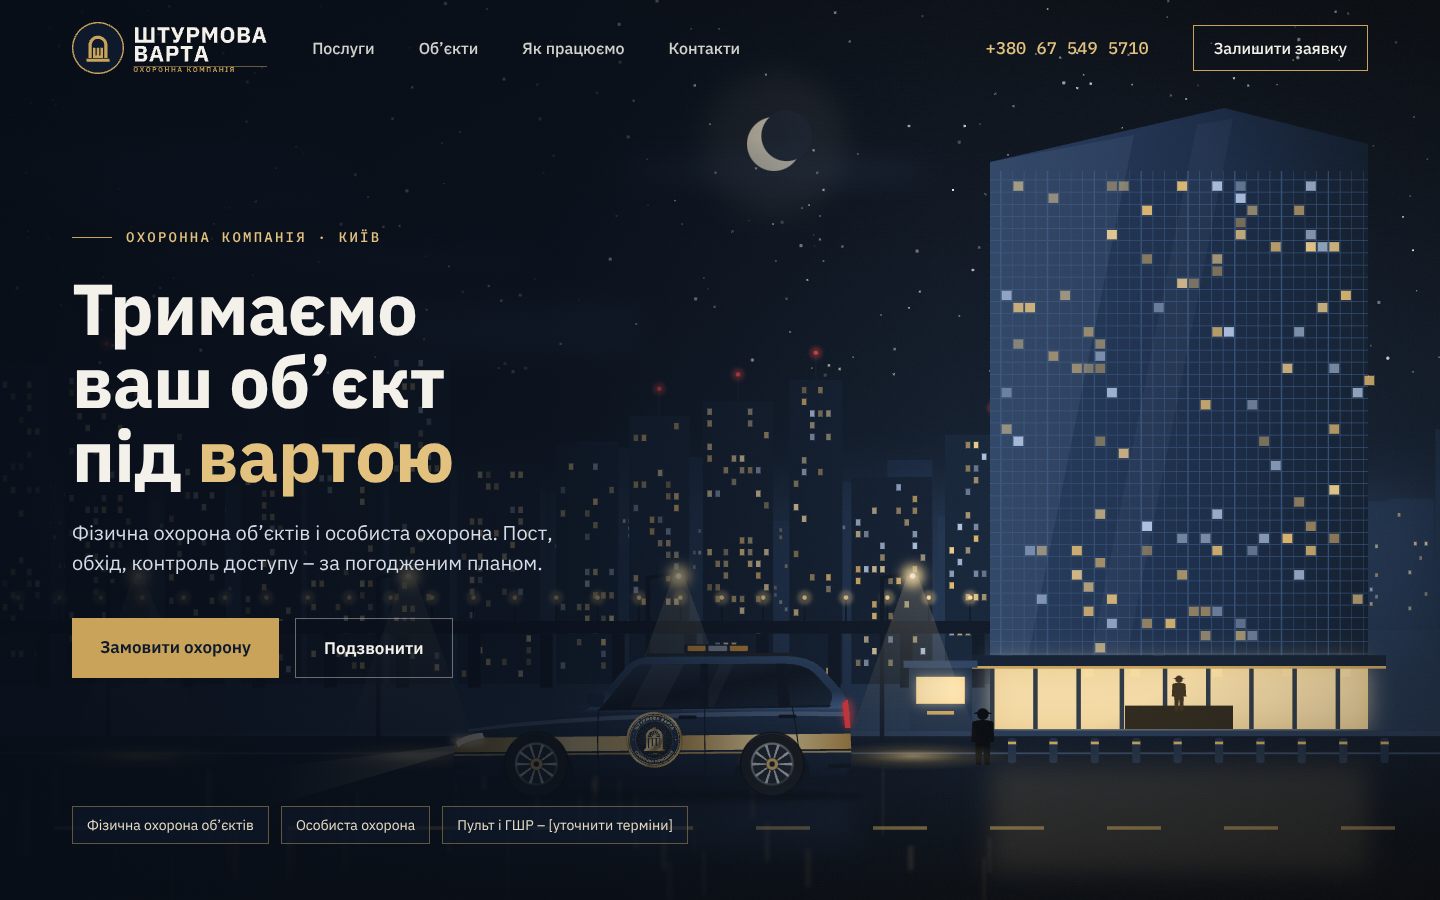 ШТУРМОВА
ВАРТА
ОХОРОННА КОМПАНІЯ
Послуги
Об’єкти
Як працюємо
Контакти
+380 67 549 5710
Залишити заявку
ОХОРОННА КОМПАНІЯ · КИЇВ
Тримаємо
ваш об’єкт
під вартою
Фізична охорона об’єктів і особиста охорона. Пост,
обхід, контроль доступу – за погодженим планом.
Замовити охорону
Подзвонити
Фізична охорона об’єктів
Особиста охорона
Пульт і ГШР – [уточнити терміни]